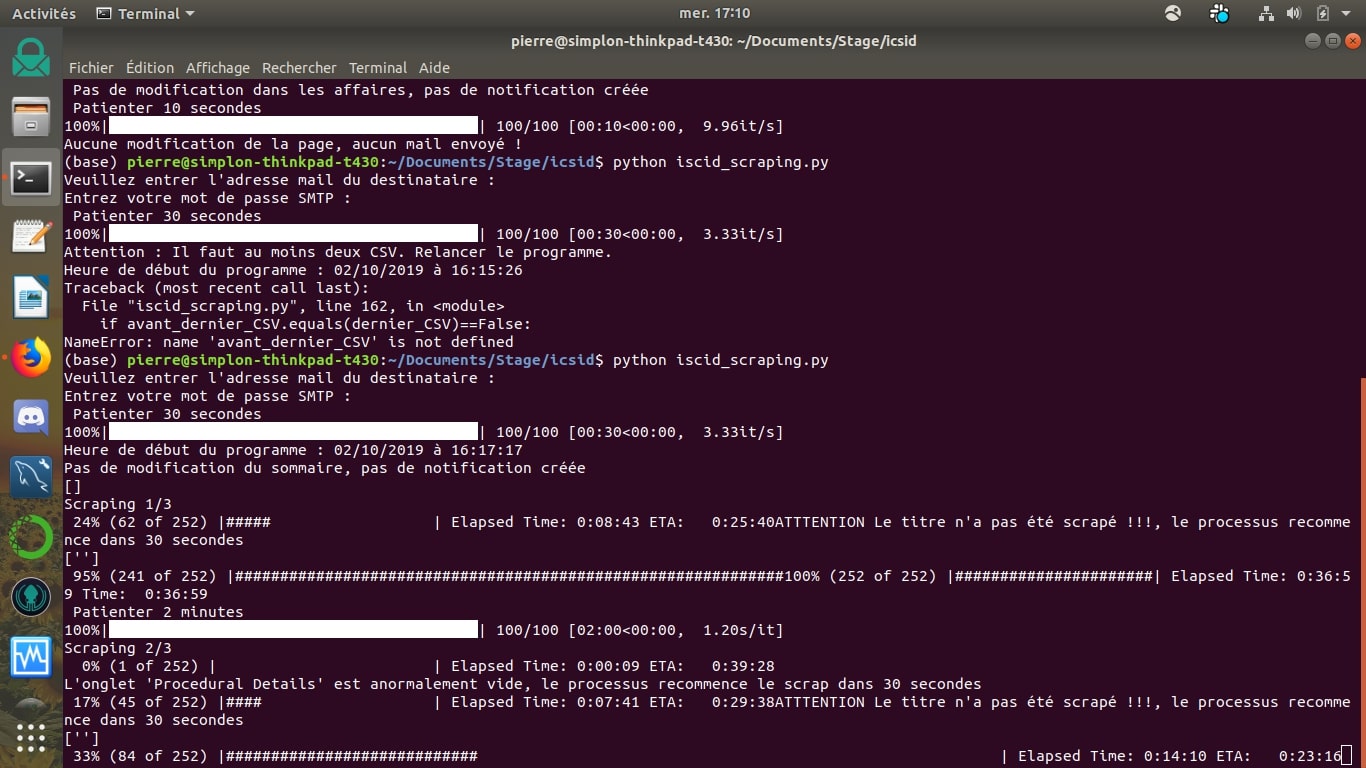 Activités Terminal mer. 17:10
pierre@simplon-thinkpad-t430: ~/Documents/Stage/icsid
Fichier Édition Affichage Rechercher Terminal Aide
Pas de modification dans les affaires, pas de notification créée
Patienter 10 secondes
100%| | 100/100 [00:10<00:00, 9.96it/s]
Aucune modification de la page, aucun mail envoyé !
(base) pierre@simplon-thinkpad-t430:~/Documents/Stage/icsid$ python iscid_scraping.py
Veuillez entrer l'adresse mail du destinataire :
Entrez votre mot de passe SMTP :
Patienter 30 secondes
100%| | 100/100 [00:30<00:00, 3.33it/s]
Attention : Il faut au moins deux CSV. Relancer le programme.
Heure de début du programme : 02/10/2019 à 16:15:26
Traceback (most recent call last):
File "iscid_scraping.py", line 162, in <module>
if avant_dernier_CSV.equals(dernier_CSV)==False:
NameError: name 'avant_dernier_CSV' is not defined
(base) pierre@simplon-thinkpad-t430:~/Documents/Stage/icsid$ python iscid_scraping.py
Veuillez entrer l'adresse mail du destinataire :
Entrez votre mot de passe SMTP :
Patienter 30 secondes
100%| | 100/100 [00:30<00:00, 3.33it/s]
Heure de début du programme : 02/10/2019 à 16:17:17
Pas de modification du sommaire, pas de notification créée
[]
Scraping 1/3
24% (62 of 252) |##### | Elapsed Time: 0:08:43 ETA: 0:25:40ATTTENTION Le titre n'a pas été scrapé !!!, le processus recomme
nce dans 30 secondes
['']
95% (241 of 252) |#############################################################100% (252 of 252) |######################| Elapsed Time: 0:36:5
9 Time: 0:36:59
Patienter 2 minutes
100%| | 100/100 [02:00<00:00, 1.20s/it]
Scraping 2/3
0% (1 of 252) | | Elapsed Time: 0:00:09 ETA: 0:39:28
L'onglet 'Procedural Details' est anormalement vide, le processus recommence le scrap dans 30 secondes
17% (45 of 252) |#### | Elapsed Time: 0:07:41 ETA: 0:29:38ATTTENTION Le titre n'a pas été scrapé !!!, le processus recomme
nce dans 30 secondes
['']
33% (84 of 252) |############################ | Elapsed Time: 0:14:10 ETA: 0:23:16